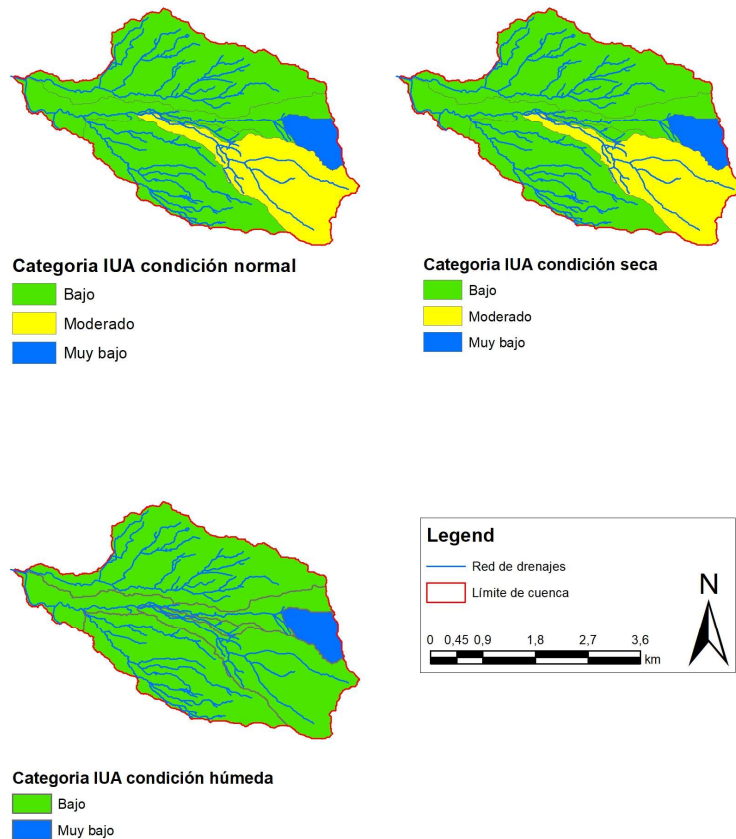 Categoria IUA condición normal
Bajo
Moderado
Muy bajo
Categoria IUA condición seca
Bajo
Moderado
Muy bajo
Categoria IUA condición húmeda
Bajo
Muy bajo
Legend
Red de drenajes
Límite de cuenca
N
0 0,45 0,9 1,8 2,7 3,6
km